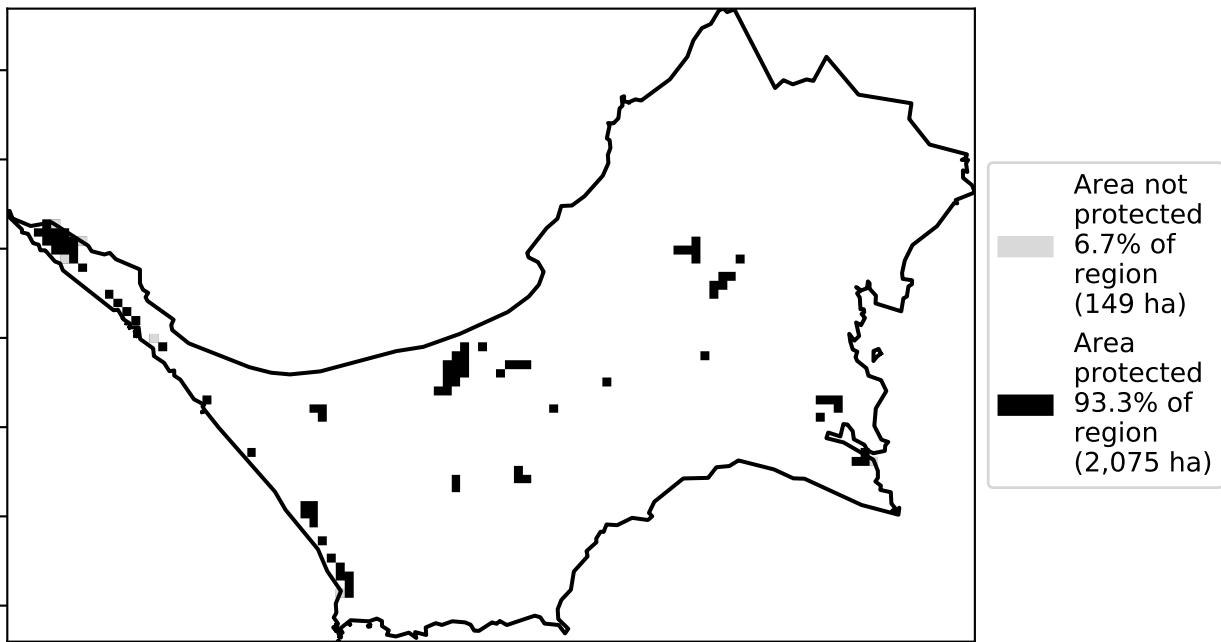 Area not
protected
6.7% of
region
(149 ha)
Area
protected
93.3% of
region
(2,075 ha)